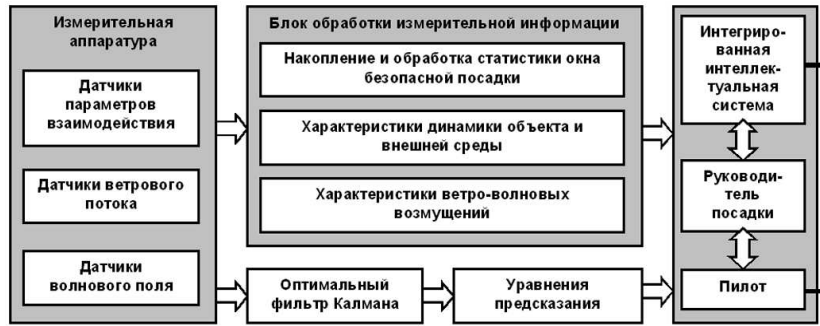 Измерительная
аппаратура
Датчики
параметров
взаимодействия
Датчики ветрового
потока
Датчики
волнового поля
Блок обработки измерительной информации
Накопление и обработка статистики окна
безопасной посадки
Характеристики динамики объекта и
внешней среды
Характеристики ветро-волновых
возмущений
Оптимальный
фильтр Калмана
Уравнения
предсказания
Интегриро-
ванная
интеллек-
туальная
система
Руководи-
тель
посадки
Пилот